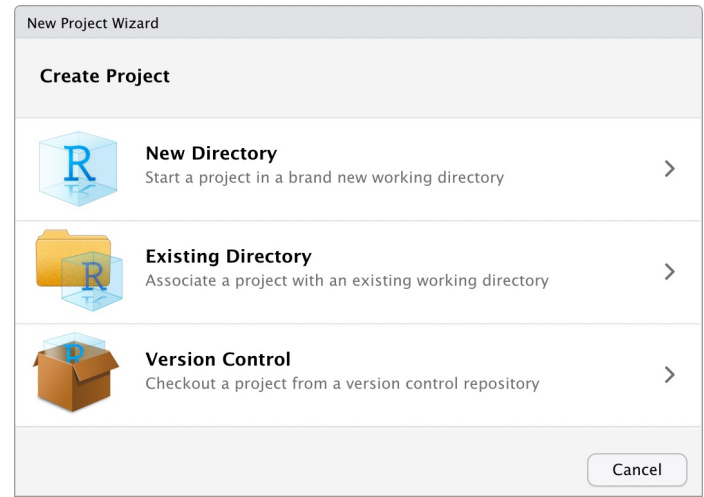 New Project Wizard
Create Project
R
New Directory
Start a project in a brand new working directory
R
Existing Directory
Associate a project with an existing working directory
R
Version Control
Checkout a project from a version control repository
Cancel